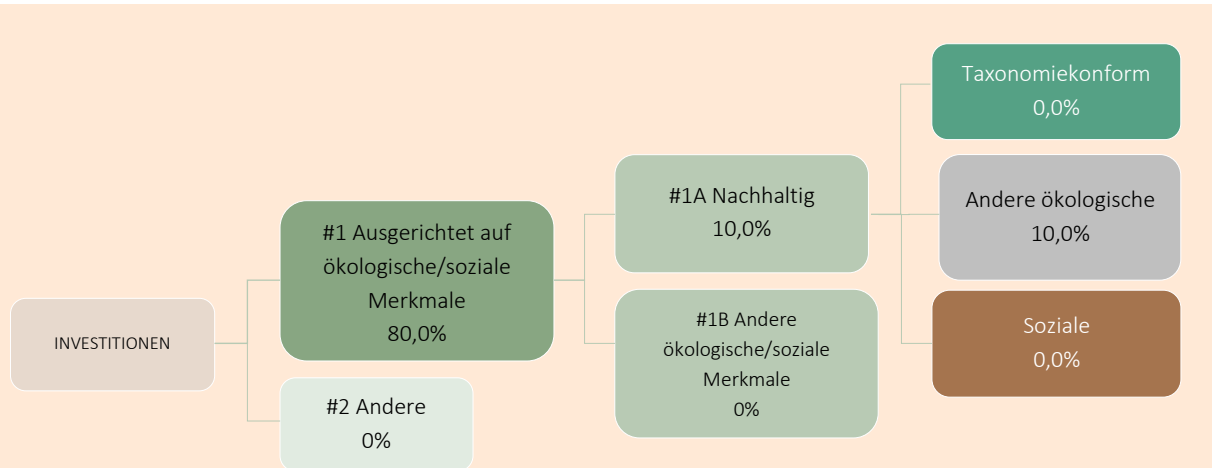 INVESTITIONEN
#1 Ausgerichtet auf
ökologische/soziale
Merkmale
80,0%
#2 Andere
0%
#1A Nachhaltig
10,0%
#1B Andere
ökologische/soziale
Merkmale
0%
Taxonomiekonform
0,0%
Andere ökologische
10,0%
Soziale
0,0%